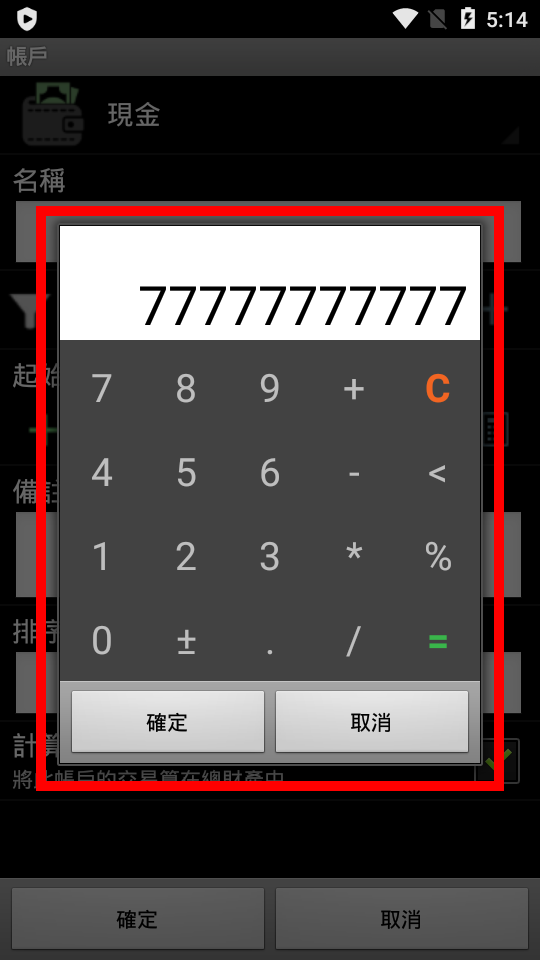 5:14
帳戶
現金
名稱
77777777777
7 8 9 + C
起始
4 5 6 - <
備註
1 2 3 * %
排序
0 ± . / =
確定 取消
計算
將此帳戶的交易算在總財產中
確定 取消